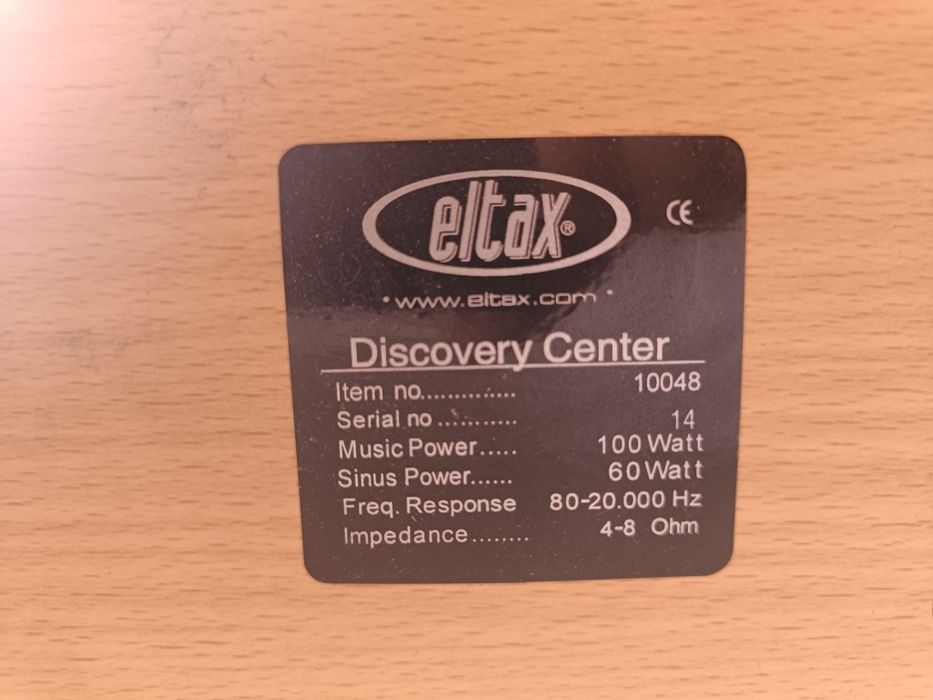 eltax®
CE
• www.eltax.com •
Discovery Center
Item no.............. 10048
Serial no ........... 14
Music Power..... 100 Watt
Sinus Power...... 60 Watt
Freq. Response 80-20.000 Hz
Impedance........ 4-8 Ohm